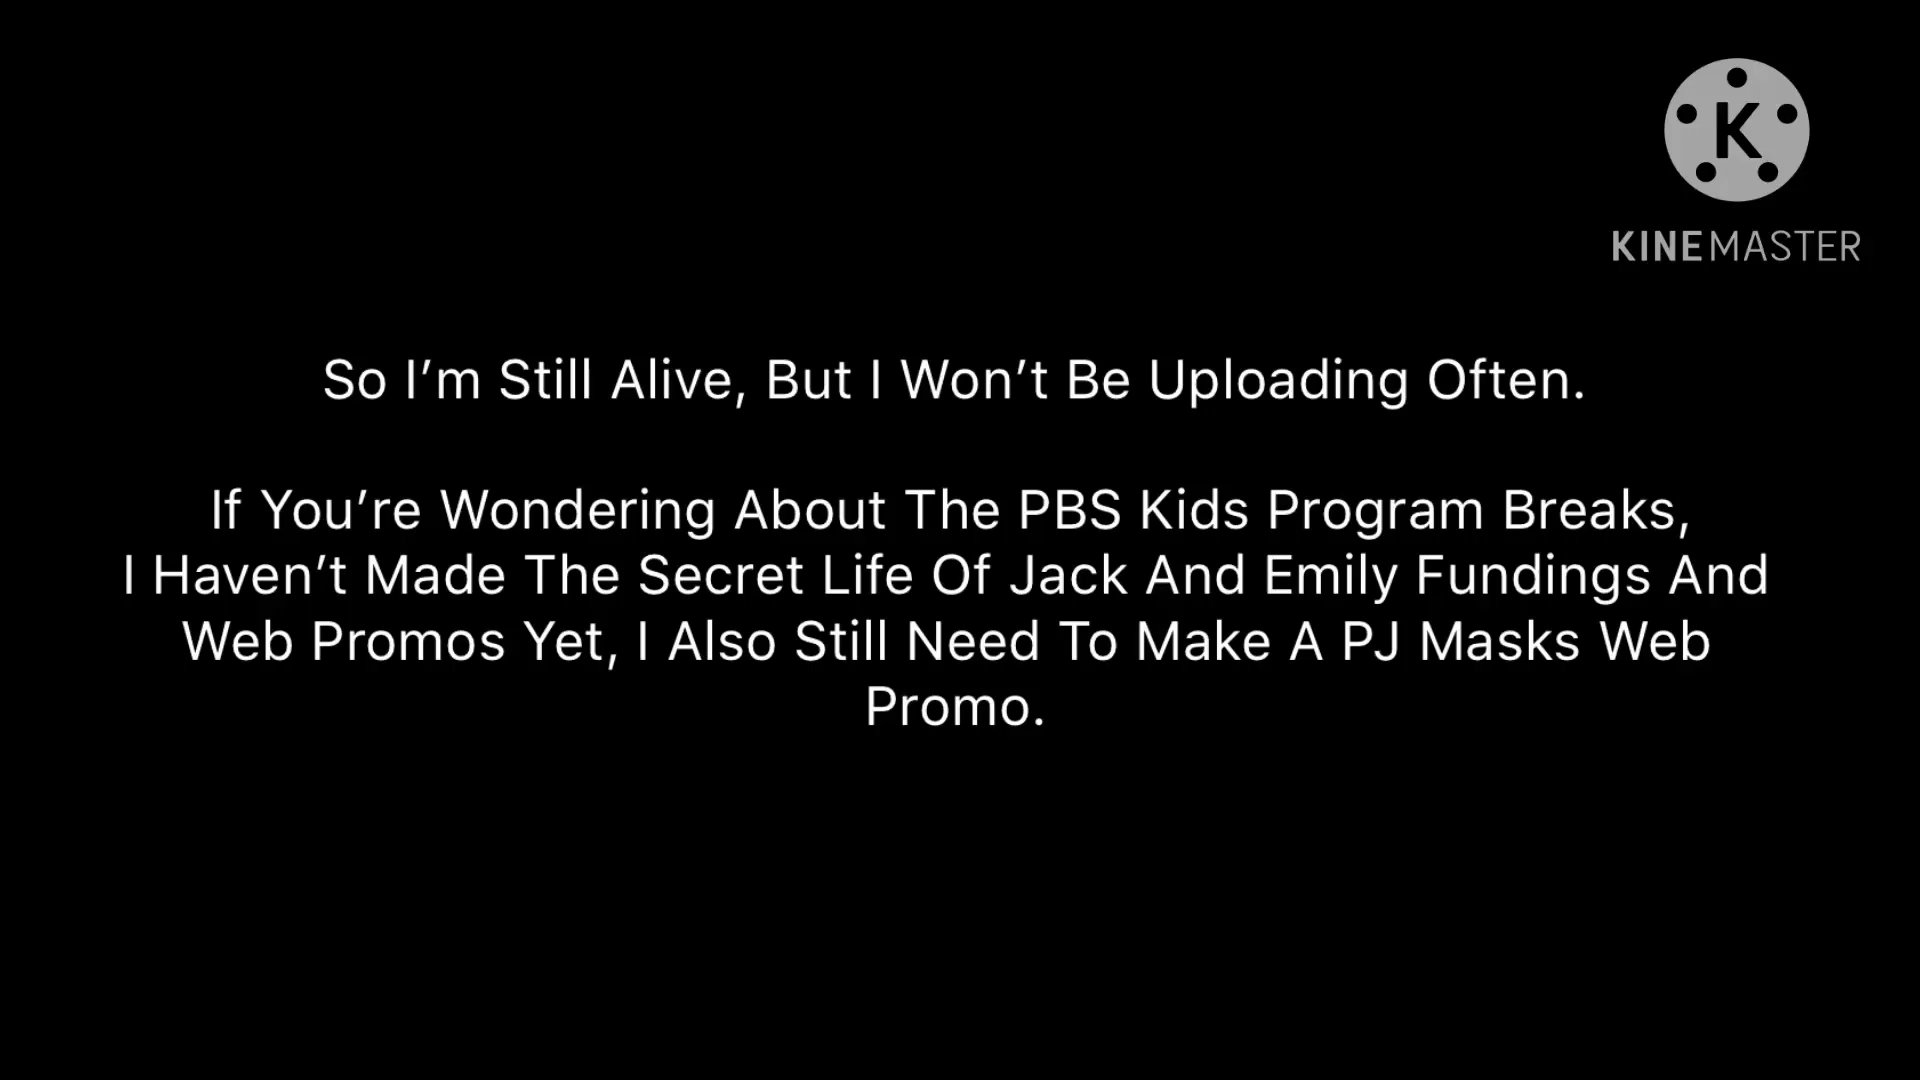 K
KINEMASTER
So I’m Still Alive, But I Won’t Be Uploading Often.
If You’re Wondering About The PBS Kids Program Breaks,
I Haven’t Made The Secret Life Of Jack And Emily Fundings And
Web Promos Yet, I Also Still Need To Make A PJ Masks Web
Promo.